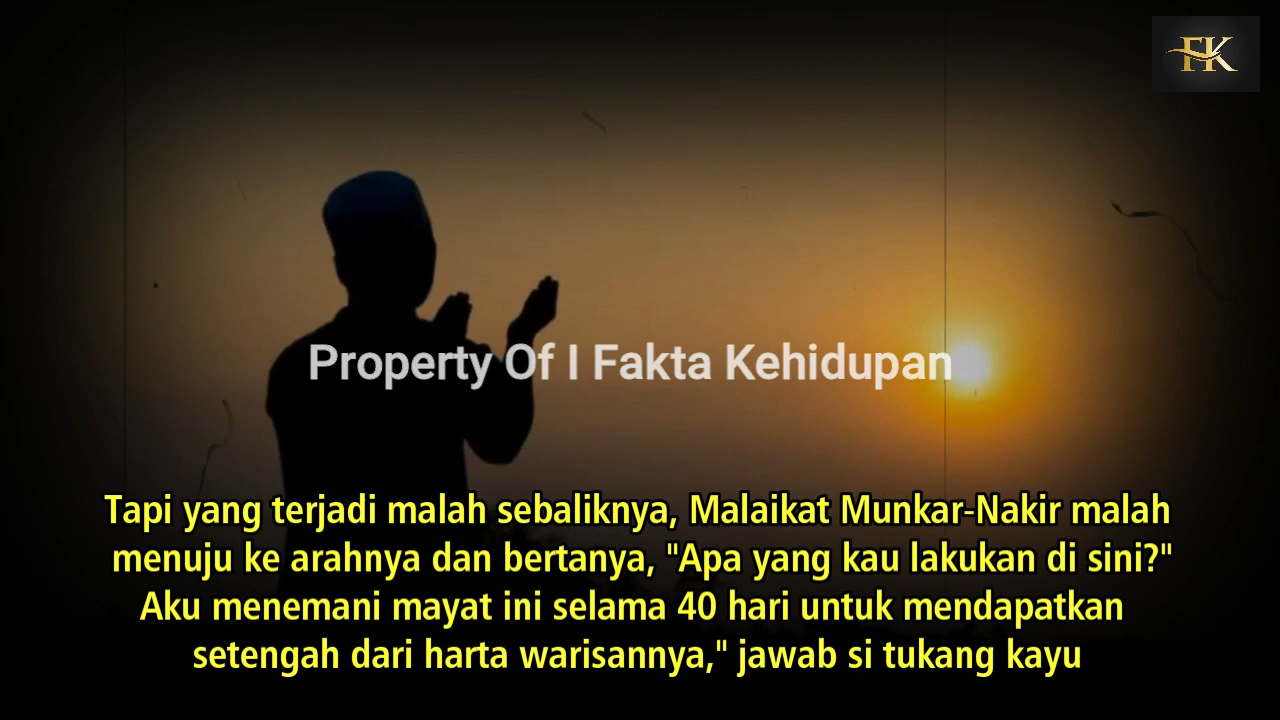 FK
Property Of I Fakta Kehidupan
Tapi yang terjadi malah sebaliknya, Malaikat Munkar-Nakir malah
menuju ke arahnya dan bertanya, "Apa yang kau lakukan di sini?"
Aku menemani mayat ini selama 40 hari untuk mendapatkan
setengah dari harta warisannya," jawab si tukang kayu